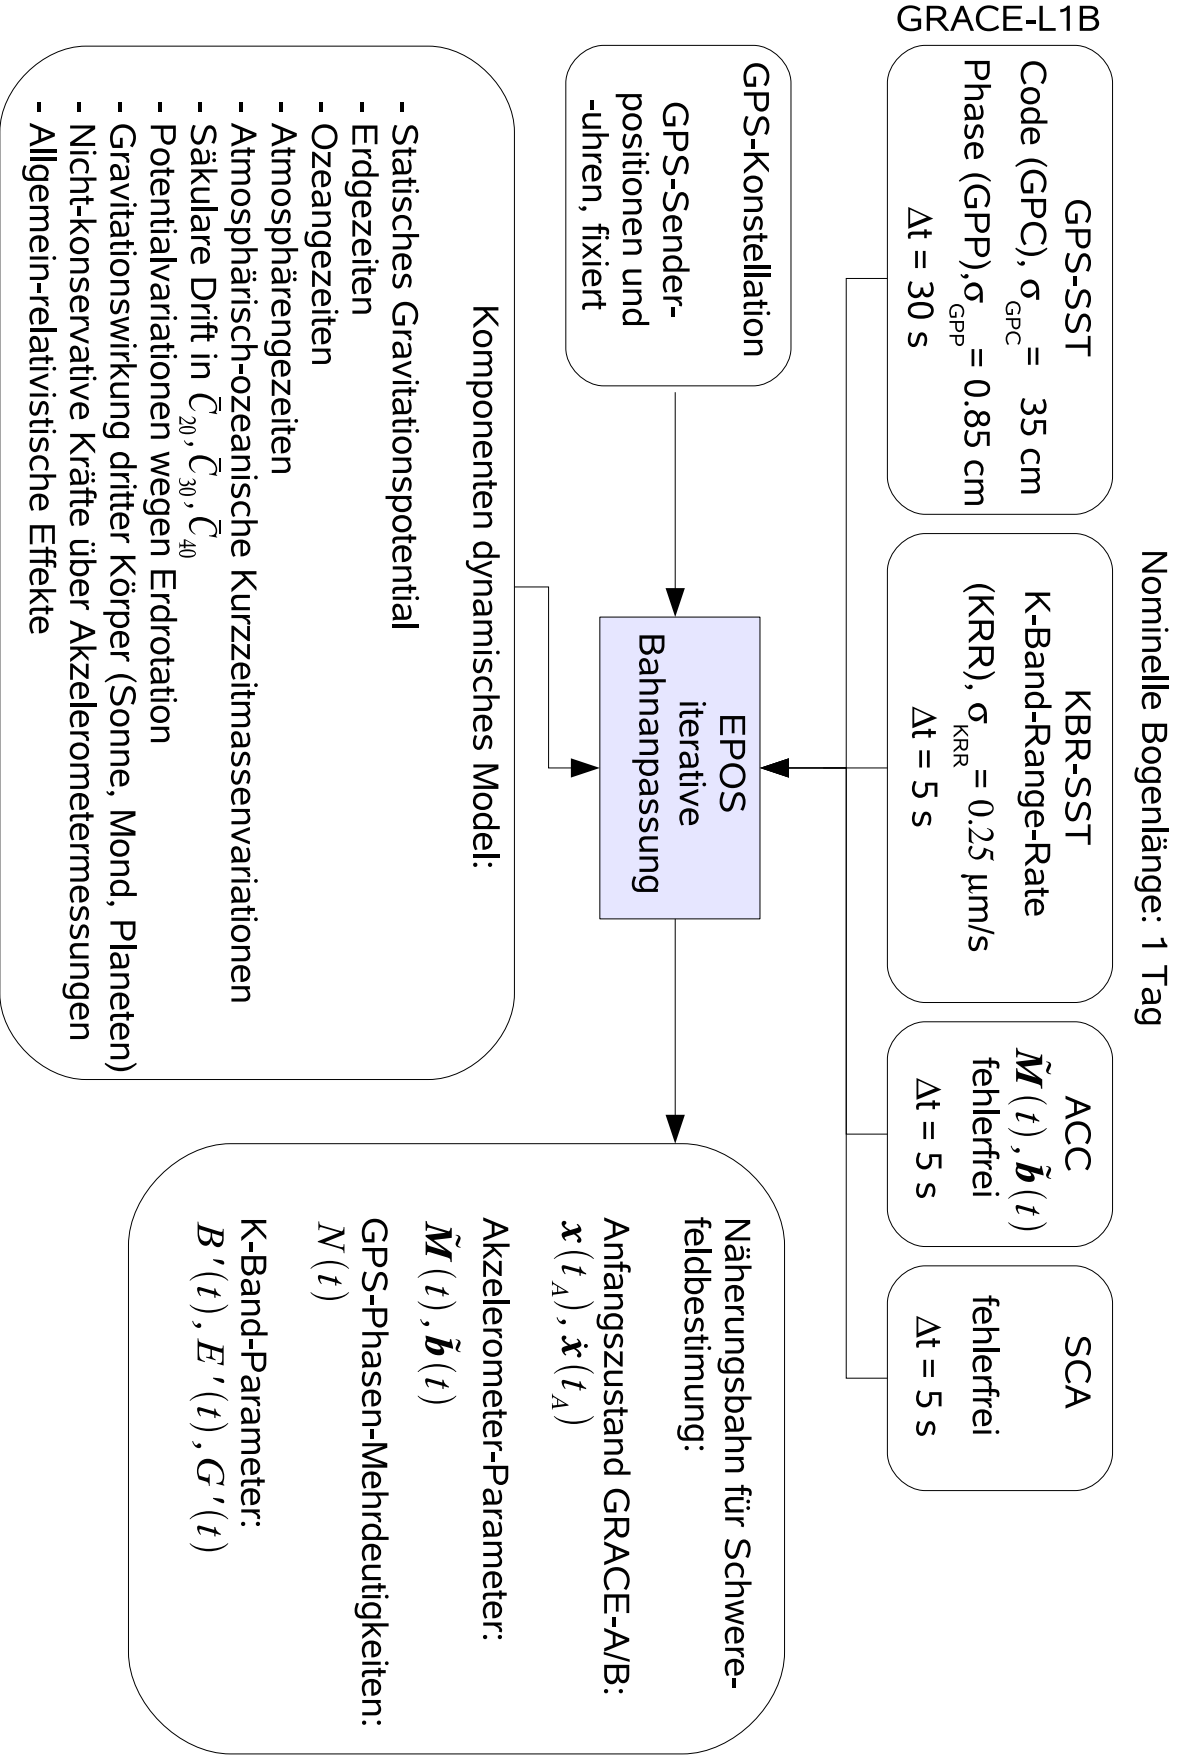 Nominelle Bogenlänge: 1 Tag
GRACE-L1B
GPS-SST
Code (GPC), σ_GPC = 35 cm
Phase (GPP),σ_GPP = 0.85 cm
Δt = 30 s
KBR-SST
K-Band-Range-Rate
(KRR), σ_KRR = 0.25 μm/s
Δt = 5 s
ACC
M̃(t), b̃(t)
fehlerfrei
Δt = 5 s
SCA
fehlerfrei
Δt = 5 s
GPS-Konstellation
GPS-Sender-
positionen und
-uhren, fixiert
EPOS
iterative
Bahnanpassung
Komponenten dynamisches Model:
- Statisches Gravitationspotential
- Erdgezeiten
- Ozeangezeiten
- Atmosphärengezeiten
- Atmosphärisch-ozeanische Kurzzeitmassenvariationen
- Säkulare Drift in C̄₂₀, C̄₃₀, C̄₄₀
- Potentialvariationen wegen Erdrotation
- Gravitationswirkung dritter Körper (Sonne, Mond, Planeten)
- Nicht-konservative Kräfte über Akzelerometermessungen
- Allgemein-relativistische Effekte
Näherungsbahn für Schwere-
feldbestimung:
Anfangszustand GRACE-A/B:
x(t_A), ẋ(t_A)
Akzelerometer-Parameter:
M̃(t), b̃(t)
GPS-Phasen-Mehrdeutigkeiten:
N(t)
K-Band-Parameter:
B'(t), E'(t), G'(t)